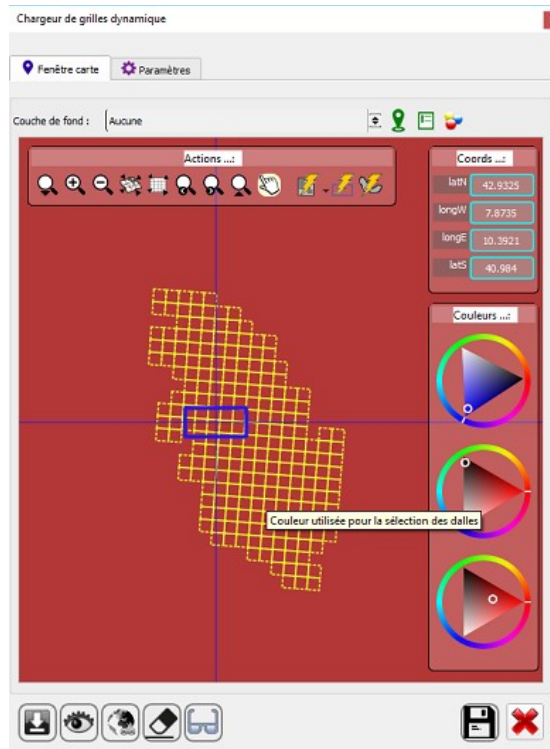 Chargeur de grilles dynamique
Fenêtre carte
Paramètres
Couche de fond :
Aucune
Actions ...:
Coords ...:
latN 42.9325
longW 7.8735
longE 10.3921
latS 40.984
Couleurs ...:
Couleur utilisée pour la sélection des dalles